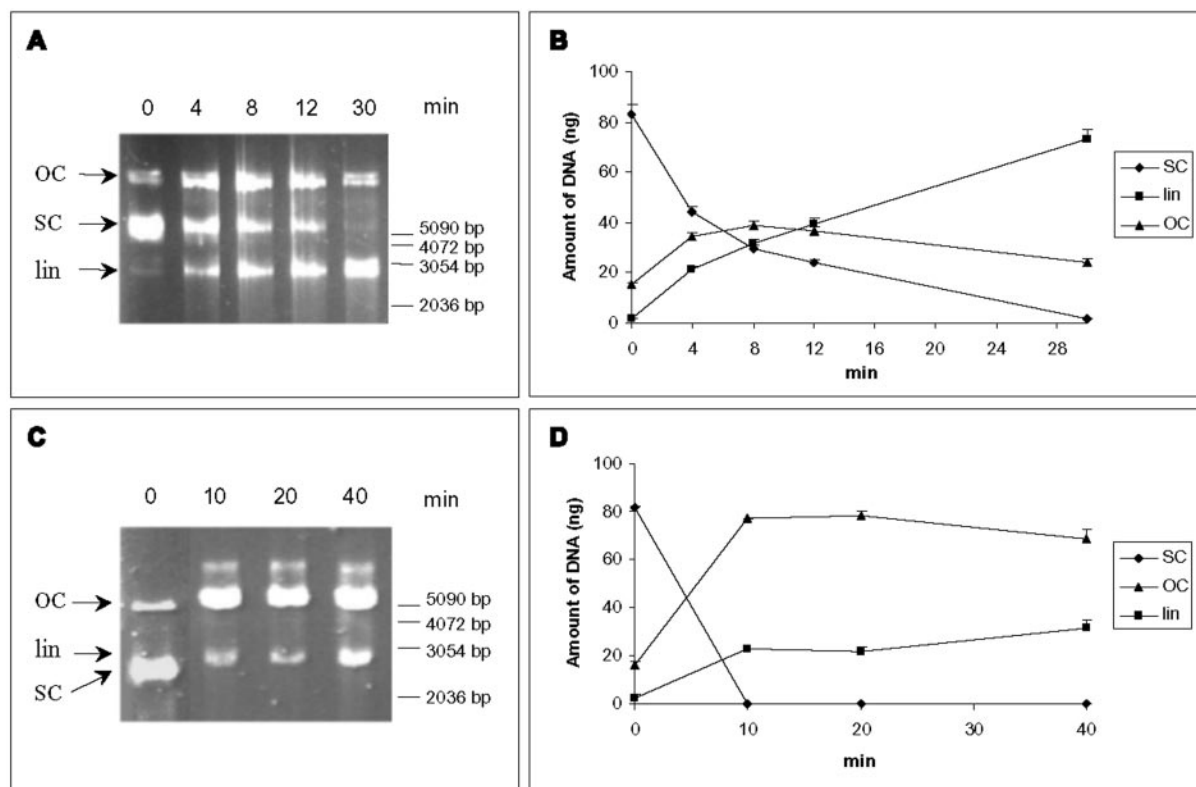 A
0 4 8 12 30 min
OC
SC
lin
5090 bp
4072 bp
3054 bp
2036 bp
B
Amount of DNA (ng)
100
80
60
40
20
0
0 4 8 12 16 20 24 28
min
SC
lin
OC
C
0 10 20 40 min
OC
lin
SC
5090 bp
4072 bp
3054 bp
2036 bp
D
Amount of DNA (ng)
100
80
60
40
20
0
0 10 20 30 40
min
SC
OC
lin